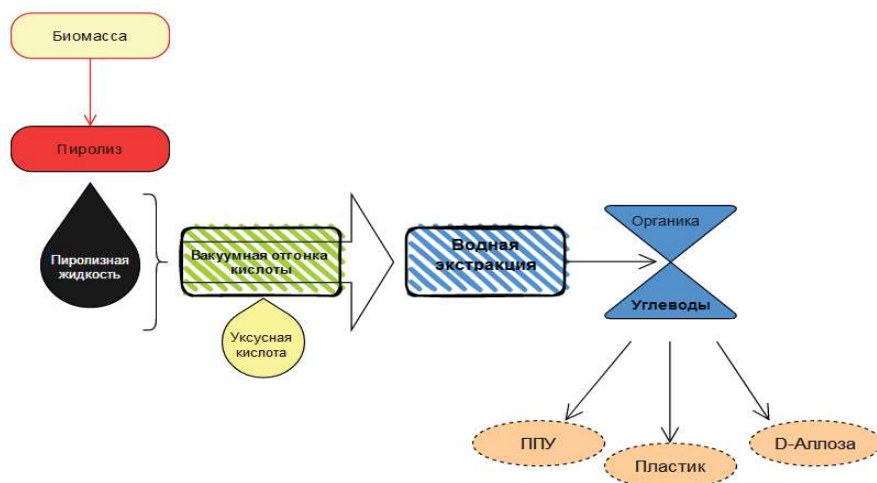 Биомасса
Пиролиз
Пиролизная
жидкость
Вакуумная отгонка
кислоты
Уксусная
кислота
Водная
экстракция
Органика
Углеводы
ППУ
Пластик
D-Аллоза